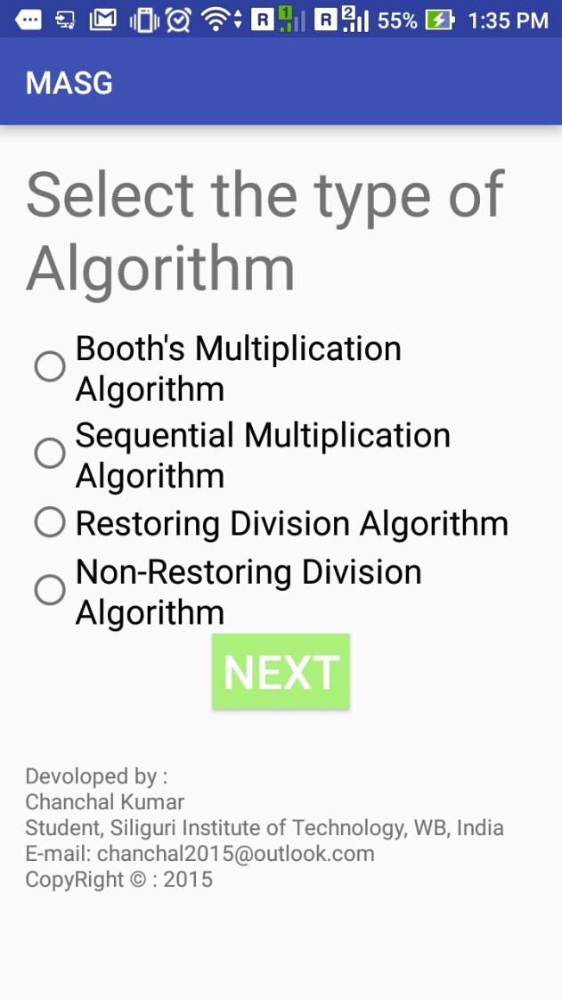 R 1 R 2 55% 1:35 PM
MASG
Select the type of
Algorithm
Booth's Multiplication
Algorithm
Sequential Multiplication
Algorithm
Restoring Division Algorithm
Non-Restoring Division
Algorithm
NEXT
Devoloped by :
Chanchal Kumar
Student, Siliguri Institute of Technology, WB, India
E-mail: chanchal2015@outlook.com
CopyRight © : 2015